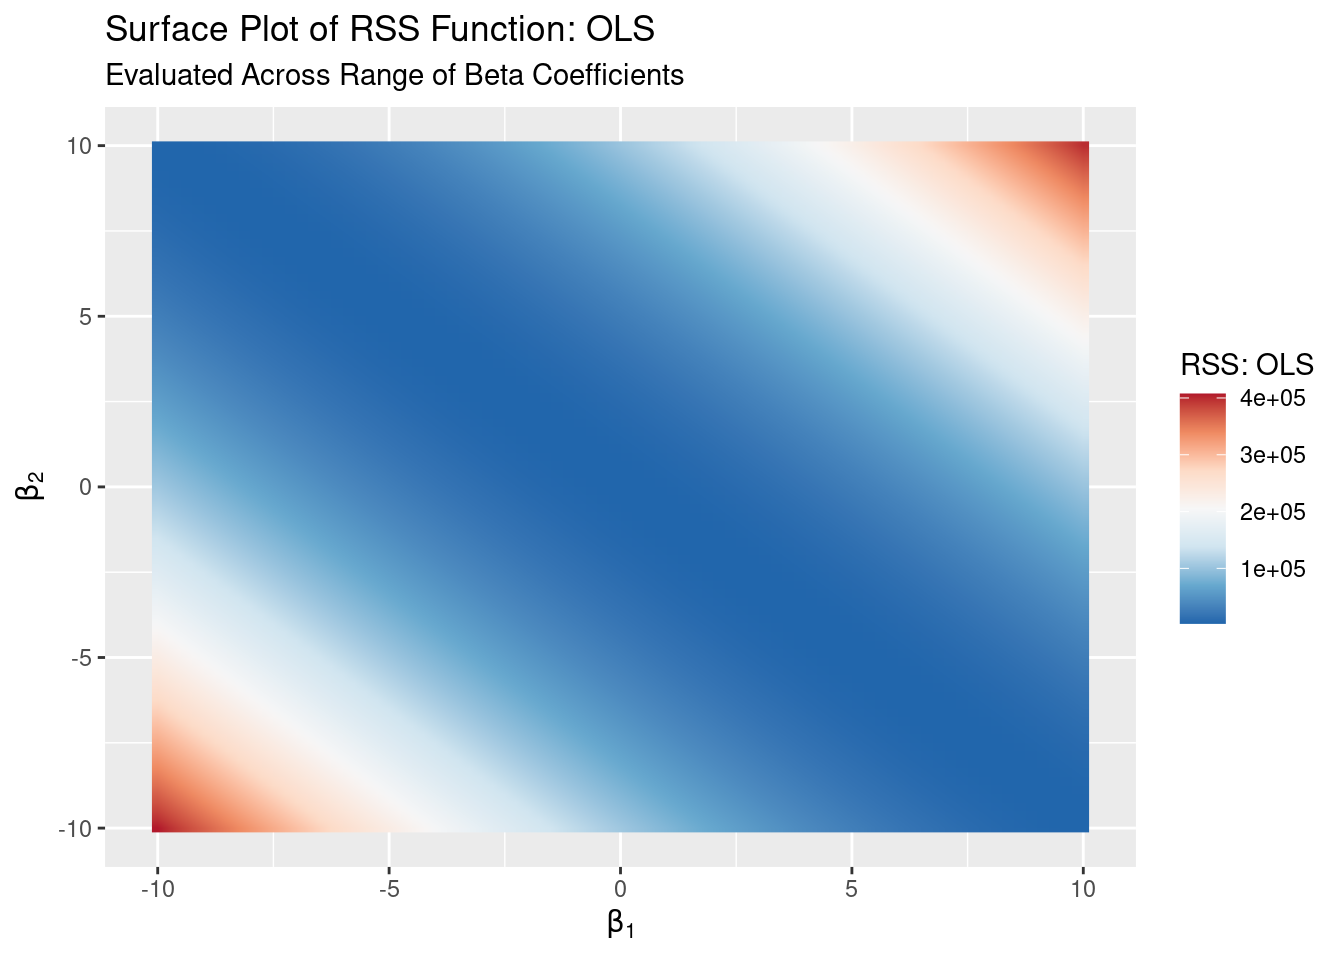 Surface Plot of RSS Function: OLS
Evaluated Across Range of Beta Coefficients
10
5
0
-5
-10
β₂
-10 -5 0 5 10
β₁
RSS: OLS
4e+05
3e+05
2e+05
1e+05